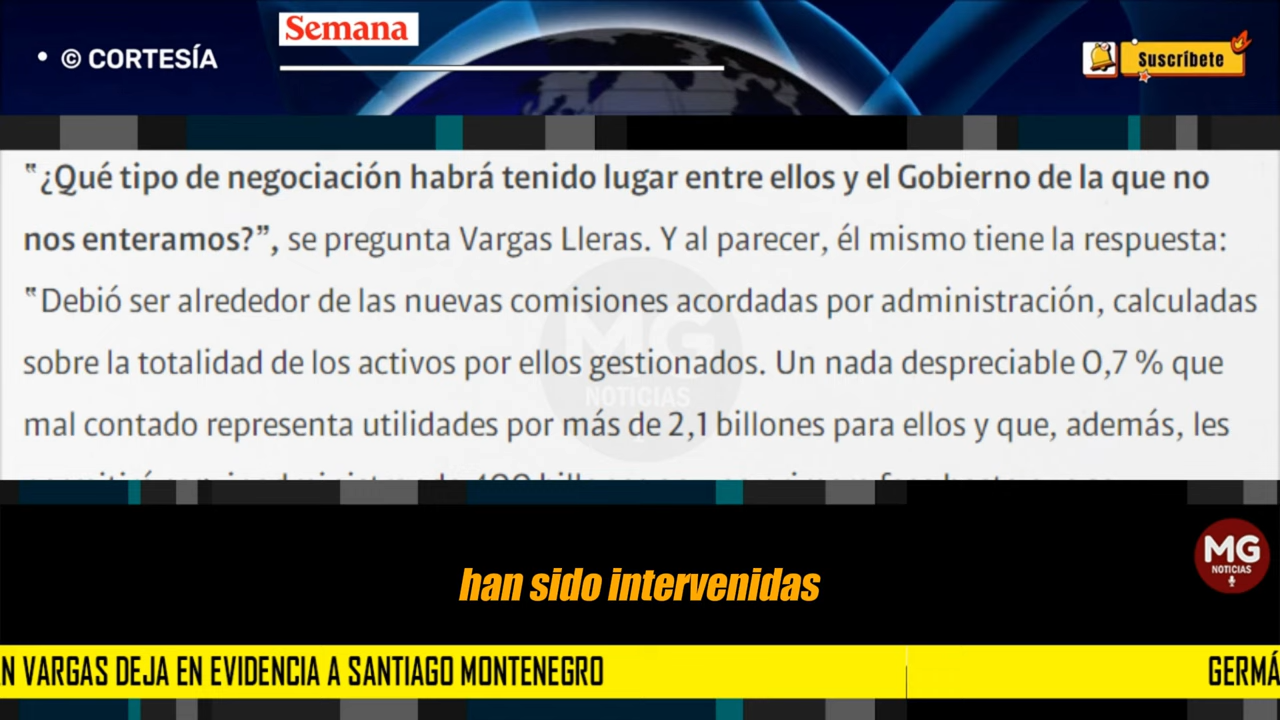 Semana
• © CORTESÍA
Suscríbete
"¿Qué tipo de negociación habrá tenido lugar entre ellos y el Gobierno de la que no
nos enteramos?”, se pregunta Vargas Lleras. Y al parecer, él mismo tiene la respuesta:
"Debió ser alrededor de las nuevas comisiones acordadas por administración, calculadas
sobre la totalidad de los activos por ellos gestionados. Un nada despreciable 0,7 % que
mal contado representa utilidades por más de 2,1 billones para ellos y que, además, les
MG
NOTICIAS
han sido intervenidas
MG
NOTICIAS
N VARGAS DEJA EN EVIDENCIA A SANTIAGO MONTENEGRO
GERMÁ